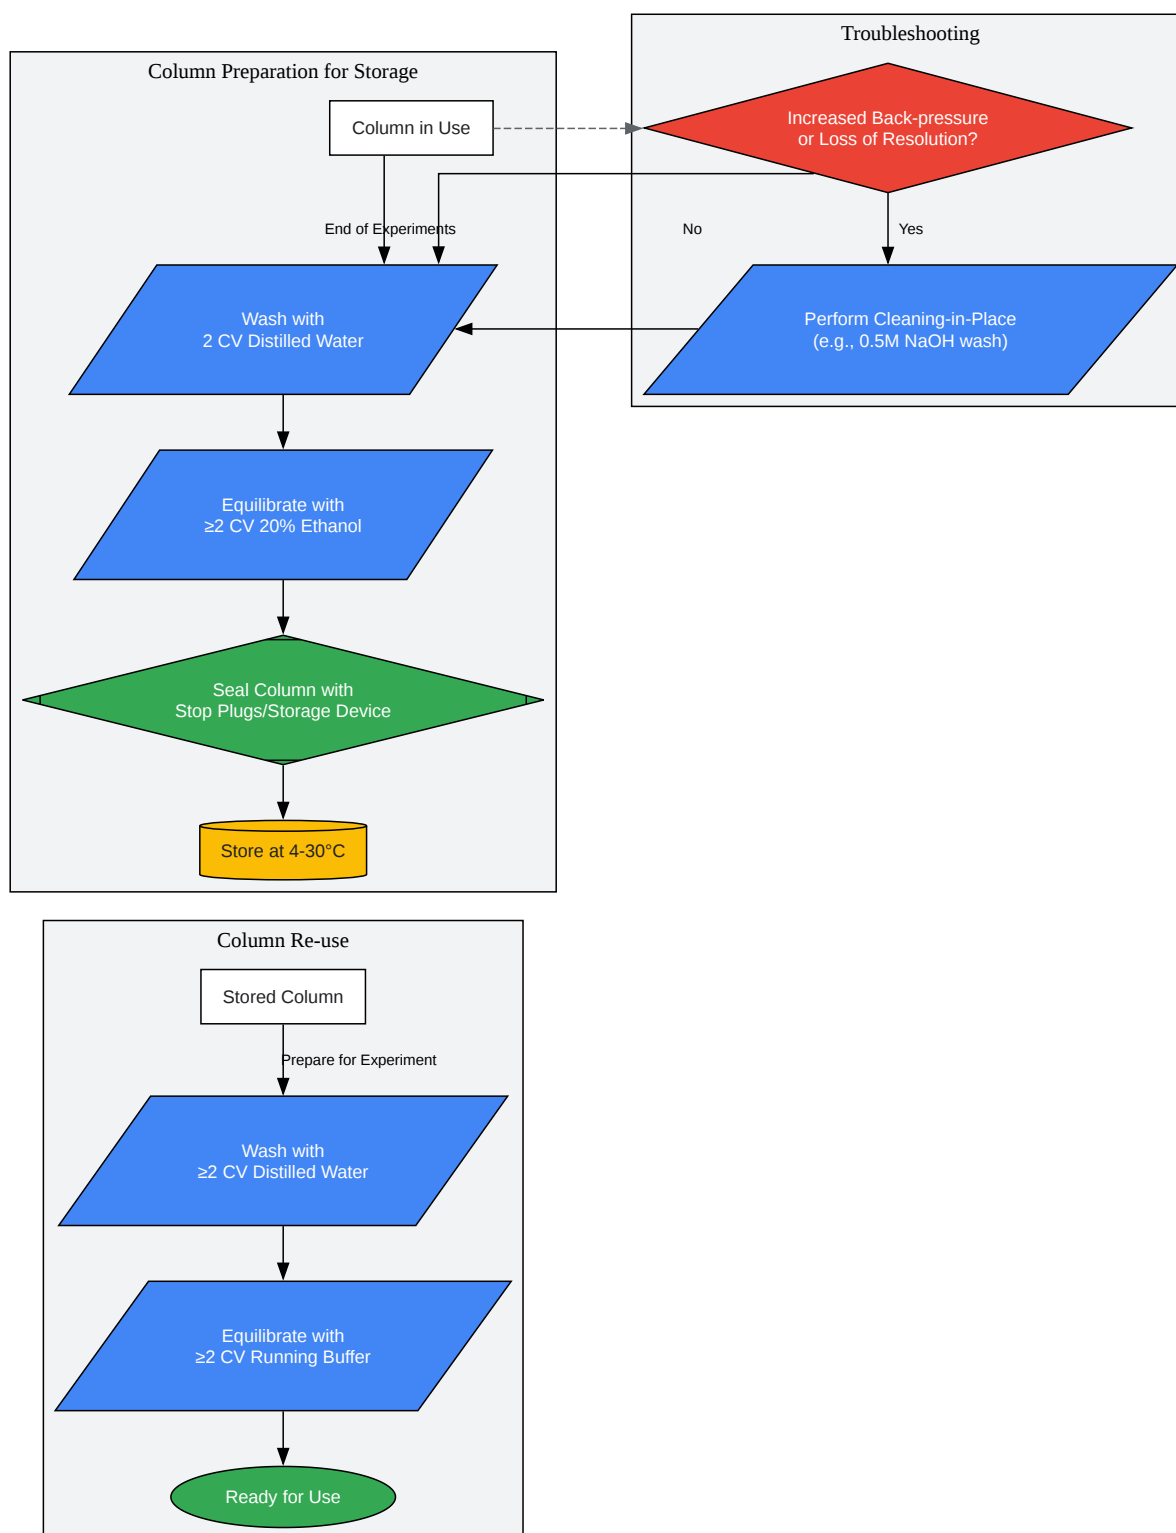 Troubleshooting
Column Preparation for Storage
Column in Use
Increased Back-pressure
or Loss of Resolution?
End of Experiments
No
Yes
Wash with
2 CV Distilled Water
Perform Cleaning-in-Place
(e.g., 0.5M NaOH wash)
Equilibrate with
≥2 CV 20% Ethanol
Seal Column with
Stop Plugs/Storage Device
Store at 4-30°C
Column Re-use
Stored Column
Prepare for Experiment
Wash with
≥2 CV Distilled Water
Equilibrate with
≥2 CV Running Buffer
Ready for Use